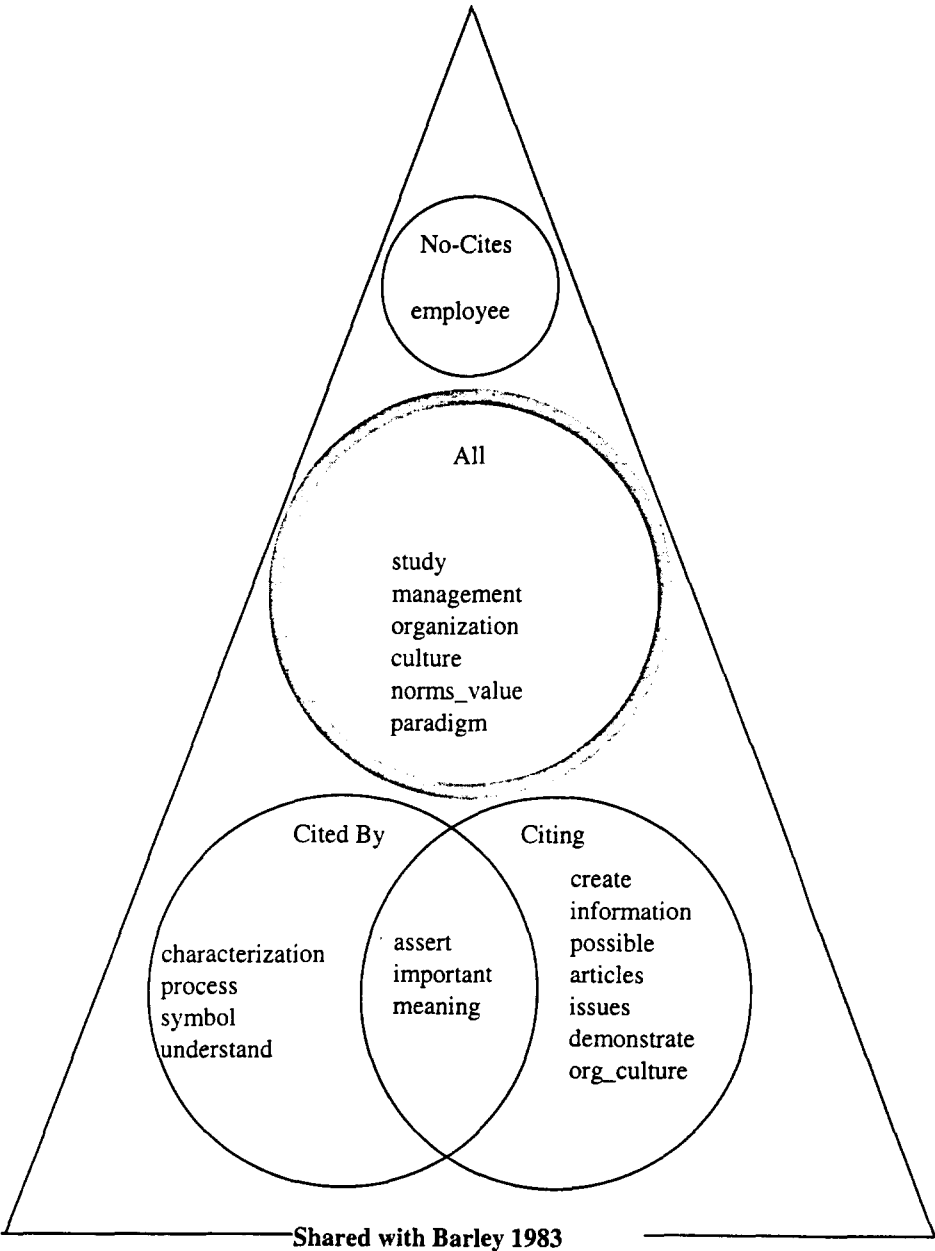 No-Cites
employee
All
study
management
organization
culture
norms_value
paradigm
Cited By
characterization
process
symbol
understand
assert
important
meaning
Citing
create
information
possible
articles
issues
demonstrate
org_culture
Shared with Barley 1983